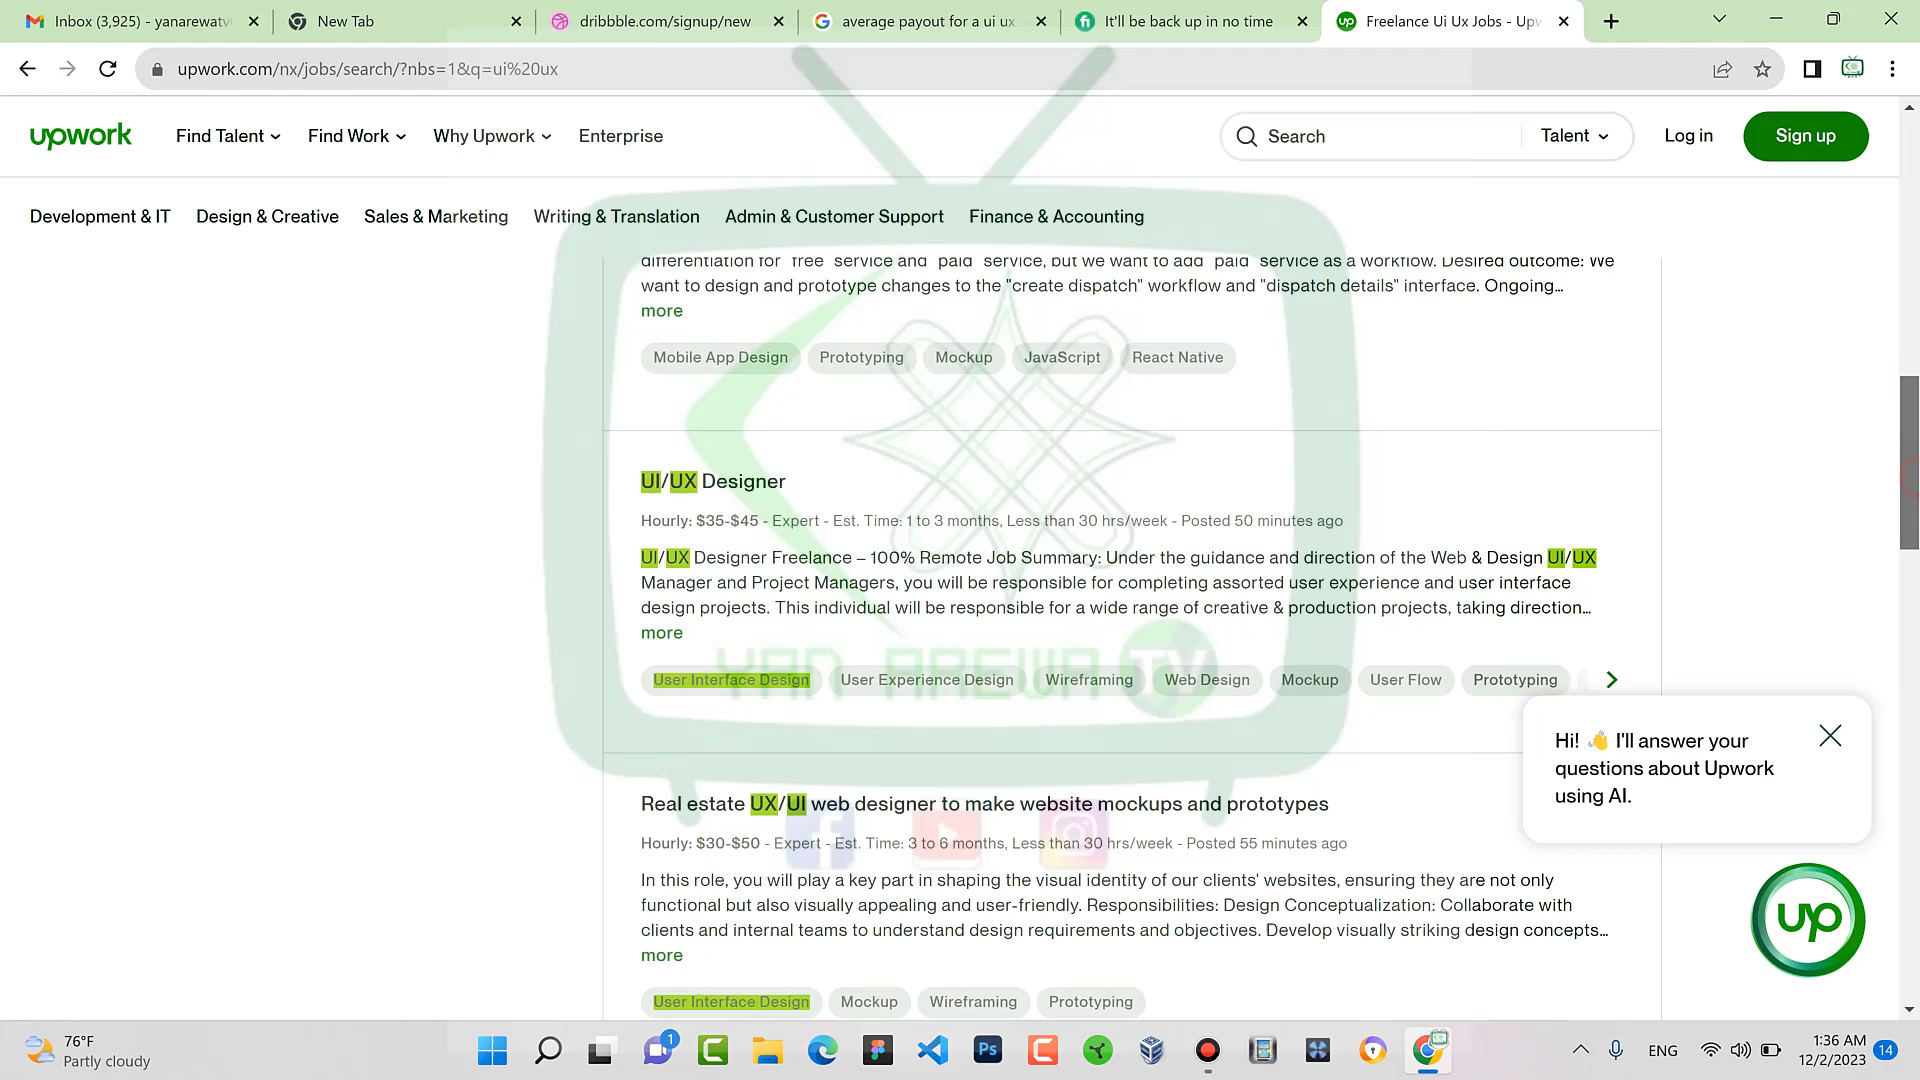 Inbox (3,925) - yanarewatv
New Tab
dribbble.com/signup/new
average payout for a ui ux
It'll be back up in no time
Freelance Ui Ux Jobs - Upw
upwork.com/nx/jobs/search/?nbs=1&q=ui%20ux
upwork
Find Talent
Find Work
Why Upwork
Enterprise
Search
Talent
Log in
Sign up
Development & IT
Design & Creative
Sales & Marketing
Writing & Translation
Admin & Customer Support
Finance & Accounting
differentiation for "free" service and "paid" service, but we want to add "paid" service as a workflow. Desired outcome: We
want to design and prototype changes to the "create dispatch" workflow and "dispatch details" interface. Ongoing...
more
Mobile App Design
Prototyping
Mockup
JavaScript
React Native
UI/UX Designer
Hourly: $35-$45 - Expert - Est. Time: 1 to 3 months, Less than 30 hrs/week - Posted 50 minutes ago
UI/UX Designer Freelance – 100% Remote Job Summary: Under the guidance and direction of the Web & Design UI/UX
Manager and Project Managers, you will be responsible for completing assorted user experience and user interface
design projects. This individual will be responsible for a wide range of creative & production projects, taking direction...
more
YAN AREWA TV
User Interface Design
User Experience Design
Wireframing
Web Design
Mockup
User Flow
Prototyping
Hi! 👋 I'll answer your
questions about Upwork
using AI.
Real estate UX/UI web designer to make website mockups and prototypes
Hourly: $30-$50 - Expert - Est. Time: 3 to 6 months, Less than 30 hrs/week - Posted 55 minutes ago
In this role, you will play a key part in shaping the visual identity of our clients' websites, ensuring they are not only
functional but also visually appealing and user-friendly. Responsibilities: Design Conceptualization: Collaborate with
clients and internal teams to understand design requirements and objectives. Develop visually striking design concepts...
more
up
User Interface Design
Mockup
Wireframing
Prototyping
76°F
Partly cloudy
1
Ps
ENG
1:36 AM
12/2/2023
14